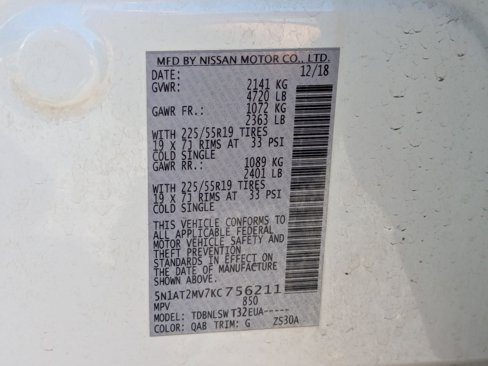 MFD BY NISSAN MOTOR CO., LTD.
DATE: 12/18
GVWR: 2141 KG
4720 LB
GAWR FR.: 1072 KG
2363 LB
WITH 225/55R19 TIRES
19 X 7J RIMS AT 33 PSI
COLD SINGLE
GAWR RR.: 1089 KG
2401 LB
WITH 225/55R19 TIRES
19 X 7J RIMS AT 33 PSI
COLD SINGLE
THIS VEHICLE CONFORMS TO
ALL APPLICABLE FEDERAL
MOTOR VEHICLE SAFETY AND
THEFT PREVENTION
STANDARDS IN EFFECT ON
THE DATE OF MANUFACTURE
SHOWN ABOVE.
5N1AT2MV7KC756211
MPV 850
MODEL: TDBNLSWT32EUA-----
COLOR: QAB TRIM: G ZS30A